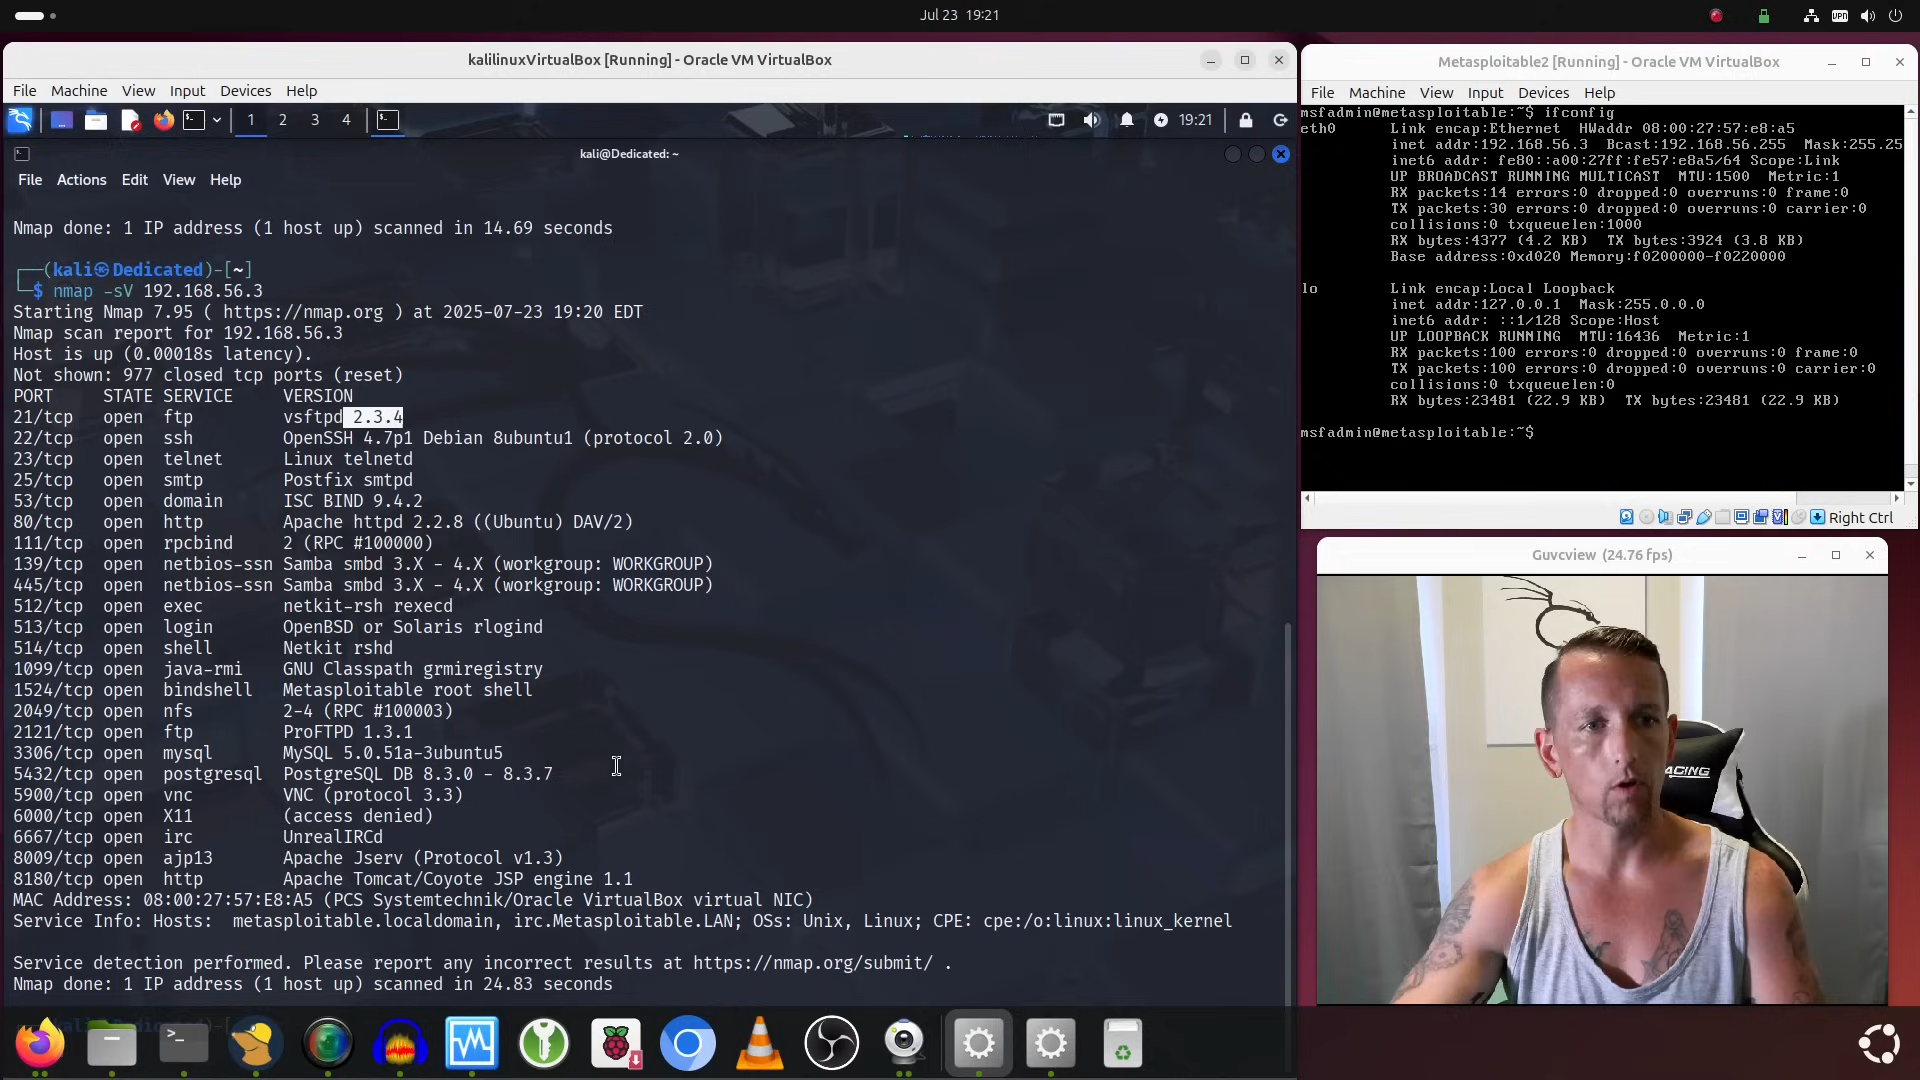 Jul 23 19:21
VPN
kalilinuxVirtualBox [Running] - Oracle VM VirtualBox
File Machine View Input Devices Help
1 2 3 4
19:21
kali@Dedicated: ~
File Actions Edit View Help
Nmap done: 1 IP address (1 host up) scanned in 14.69 seconds
┌──(kali㉿Dedicated)-[~]
└─$ nmap -sV 192.168.56.3
Starting Nmap 7.95 ( https://nmap.org ) at 2025-07-23 19:20 EDT
Nmap scan report for 192.168.56.3
Host is up (0.00018s latency).
Not shown: 977 closed tcp ports (reset)
PORT STATE SERVICE VERSION
21/tcp open ftp vsftpd 2.3.4
22/tcp open ssh OpenSSH 4.7p1 Debian 8ubuntu1 (protocol 2.0)
23/tcp open telnet Linux telnetd
25/tcp open smtp Postfix smtpd
53/tcp open domain ISC BIND 9.4.2
80/tcp open http Apache httpd 2.2.8 ((Ubuntu) DAV/2)
111/tcp open rpcbind 2 (RPC #100000)
139/tcp open netbios-ssn Samba smbd 3.X - 4.X (workgroup: WORKGROUP)
445/tcp open netbios-ssn Samba smbd 3.X - 4.X (workgroup: WORKGROUP)
512/tcp open exec netkit-rsh rexecd
513/tcp open login OpenBSD or Solaris rlogind
514/tcp open shell Netkit rshd
1099/tcp open java-rmi GNU Classpath grmiregistry
1524/tcp open bindshell Metasploitable root shell
2049/tcp open nfs 2-4 (RPC #100003)
2121/tcp open ftp ProFTPD 1.3.1
3306/tcp open mysql MySQL 5.0.51a-3ubuntu5
5432/tcp open postgresql PostgreSQL DB 8.3.0 - 8.3.7
5900/tcp open vnc VNC (protocol 3.3)
6000/tcp open X11 (access denied)
6667/tcp open irc UnrealIRCd
8009/tcp open ajp13 Apache Jserv (Protocol v1.3)
8180/tcp open http Apache Tomcat/Coyote JSP engine 1.1
MAC Address: 08:00:27:57:E8:A5 (PCS Systemtechnik/Oracle VirtualBox virtual NIC)
Service Info: Hosts: metasploitable.localdomain, irc.Metasploitable.LAN; OSs: Unix, Linux; CPE: cpe:/o:linux:linux_kernel
Service detection performed. Please report any incorrect results at https://nmap.org/submit/ .
Nmap done: 1 IP address (1 host up) scanned in 24.83 seconds
Metasploitable2 [Running] - Oracle VM VirtualBox
File Machine View Input Devices Help
msfadmin@metasploitable:~$ ifconfig
eth0 Link encap:Ethernet HWaddr 08:00:27:57:e8:a5
inet addr:192.168.56.3 Bcast:192.168.56.255 Mask:255.25
inet6 addr: fe80::a00:27ff:fe57:e8a5/64 Scope:Link
UP BROADCAST RUNNING MULTICAST MTU:1500 Metric:1
RX packets:14 errors:0 dropped:0 overruns:0 frame:0
TX packets:30 errors:0 dropped:0 overruns:0 carrier:0
collisions:0 txqueuelen:1000
RX bytes:4377 (4.2 KB) TX bytes:3924 (3.8 KB)
Base address:0xd020 Memory:f0200000-f0220000
lo Link encap:Local Loopback
inet addr:127.0.0.1 Mask:255.0.0.0
inet6 addr: ::1/128 Scope:Host
UP LOOPBACK RUNNING MTU:16436 Metric:1
RX packets:100 errors:0 dropped:0 overruns:0 frame:0
TX packets:100 errors:0 dropped:0 overruns:0 carrier:0
collisions:0 txqueuelen:0
RX bytes:23481 (22.9 KB) TX bytes:23481 (22.9 KB)
msfadmin@metasploitable:~$
Right Ctrl
Guvcview (24.76 fps)